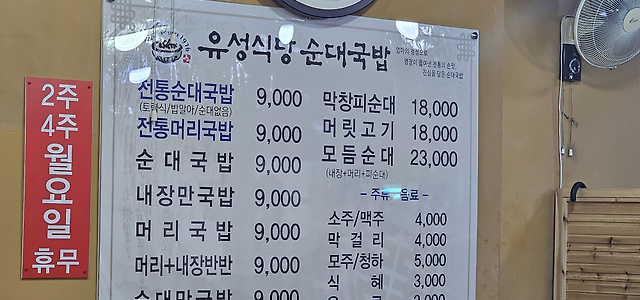 유성식당 순대국밥
전통순대국밥 9,000
(토렴식/밥말아/순대없음)
전통머리국밥 9,000
순대국밥 9,000
내장만국밥 9,000
머리국밥 9,000
머리+내장반반 9,000
순대만국밥 9,000
막창피순대 18,000
머릿고기 18,000
모듬순대 23,000
(내장+머리+피순대)
소주/맥주 4,000
막걸리 4,000
모주/청하 5,000
식혜 3,000
2주
4주
월
요
일
휴무